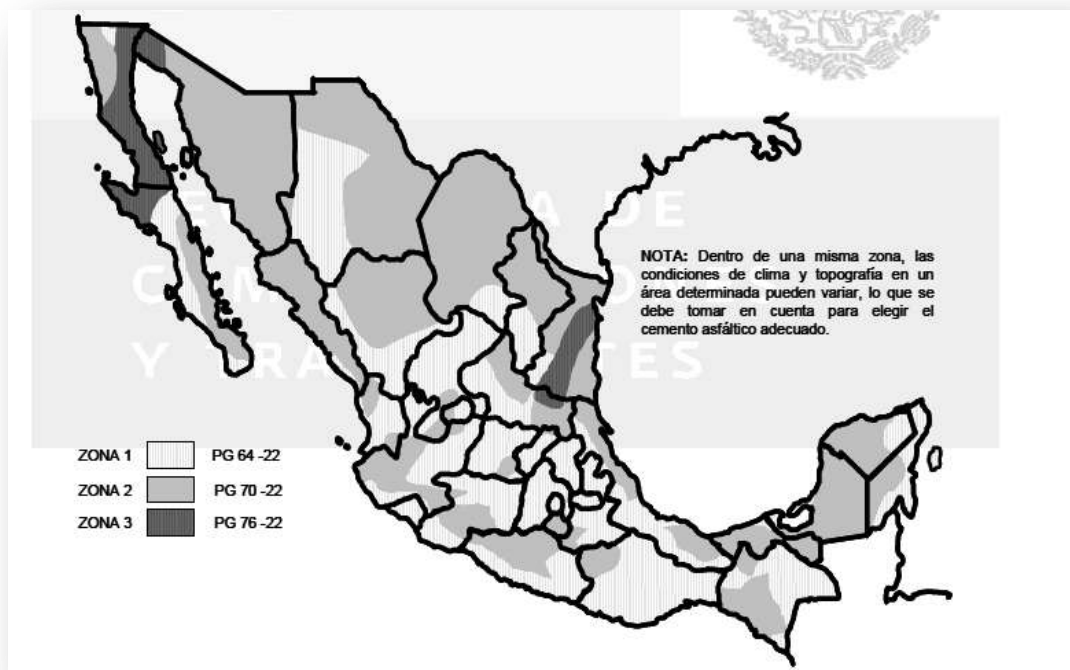 NOTA: Dentro de una misma zona, las
condiciones de clima y topografía en un
área determinada pueden variar, lo que se
debe tomar en cuenta para elegir el
cemento asfáltico adecuado.
ZONA 1 PG 64 -22
ZONA 2 PG 70 -22
ZONA 3 PG 76 -22